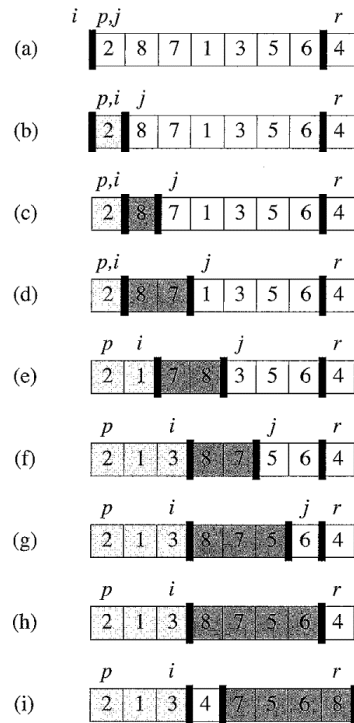 i p,j r
(a) 2 8 7 1 3 5 6 4
p,i j r
(b) 2 8 7 1 3 5 6 4
p,i j r
(c) 2 8 7 1 3 5 6 4
p,i j r
(d) 2 8 7 1 3 5 6 4
p i j r
(e) 2 1 7 8 3 5 6 4
p i j r
(f) 2 1 3 8 7 5 6 4
p i j r
(g) 2 1 3 8 7 5 6 4
p i r
(h) 2 1 3 8 7 5 6 4
p i r
(i) 2 1 3 4 7 5 6 8